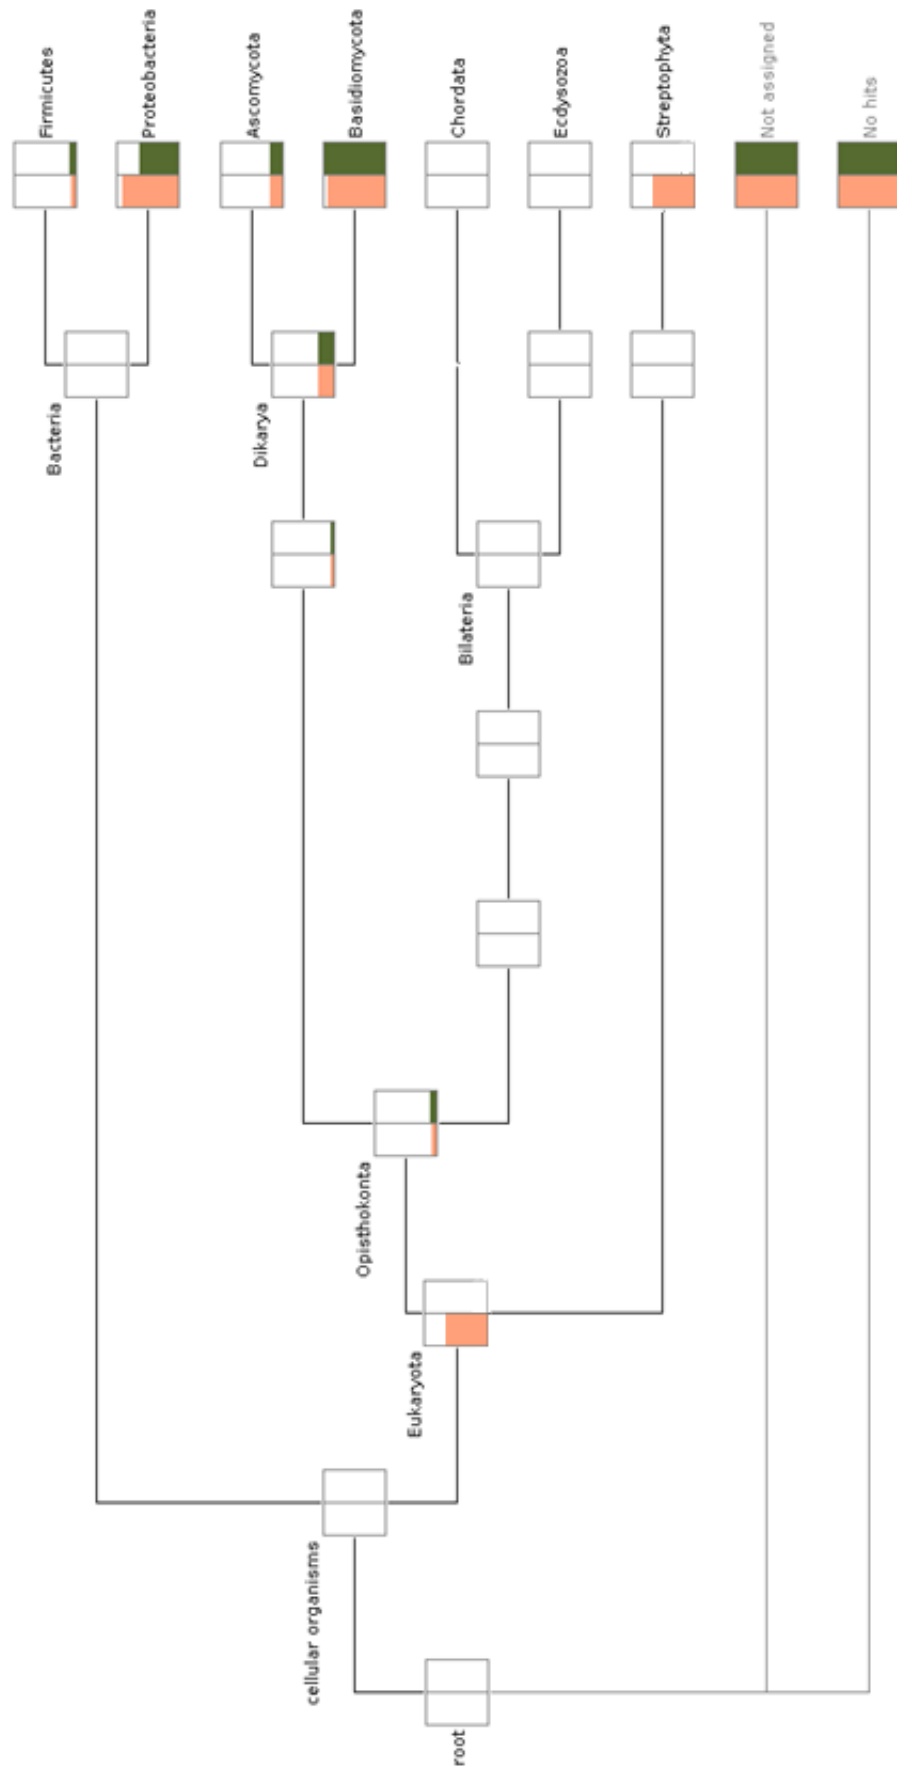 Firmicutes
Proteobacteria
Ascomycota
Basidiomycota
Chordata
Ecdysozoa
Streptophyta
Not assigned
No hits
Bacteria
Dikarya
Bilateria
Opisthokonta
Eukaryota
cellular organisms
root